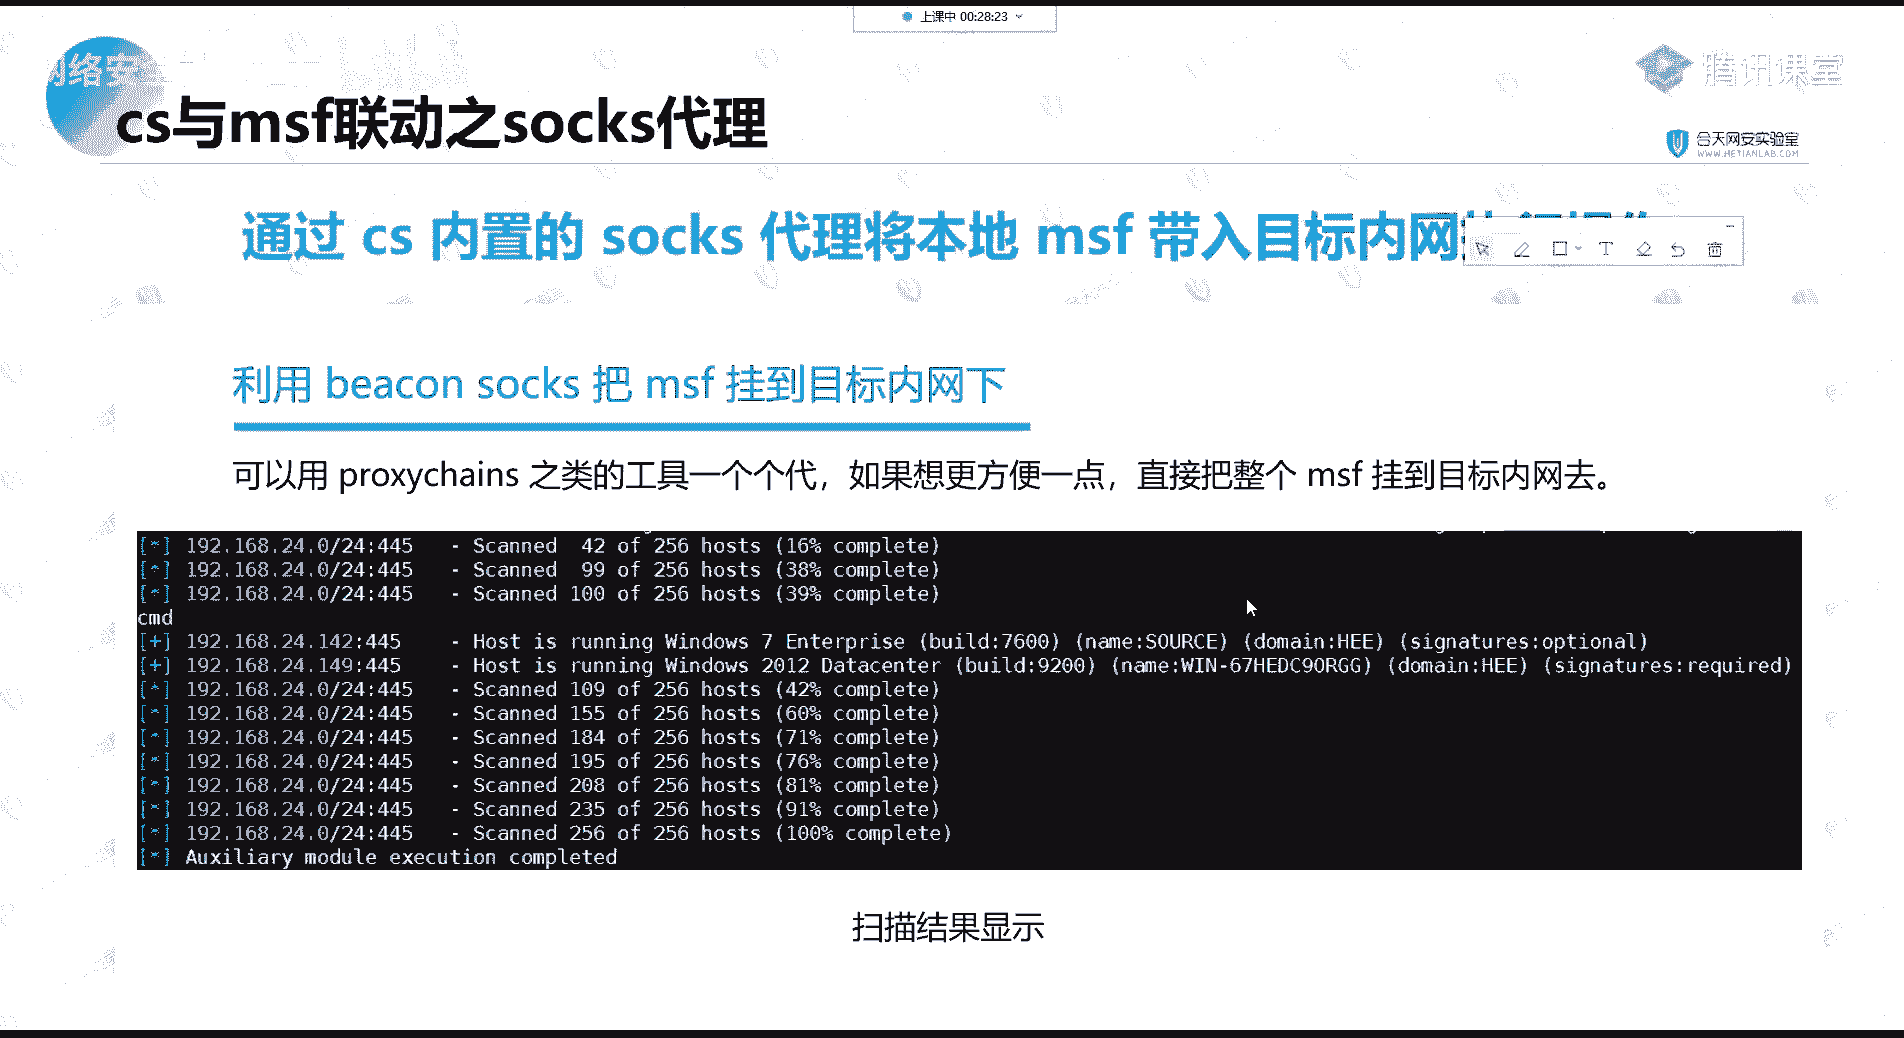 上课中 00:28:23
网络安
腾讯课堂
cs与msf联动之socks代理
合天网安实验室
WWW.HETIANLAB.COM
通过 cs 内置的 socks 代理将本地 msf 带入目标内网
利用 beacon socks 把 msf 挂到目标内网下
可以用 proxychains 之类的工具一个个代，如果想更方便一点，直接把整个 msf 挂到目标内网去。
[*] 192.168.24.0/24:445 - Scanned 42 of 256 hosts (16% complete)
[*] 192.168.24.0/24:445 - Scanned 99 of 256 hosts (38% complete)
[*] 192.168.24.0/24:445 - Scanned 100 of 256 hosts (39% complete)
cmd
[+] 192.168.24.142:445 - Host is running Windows 7 Enterprise (build:7600) (name:SOURCE) (domain:HEE) (signatures:optional)
[+] 192.168.24.149:445 - Host is running Windows 2012 Datacenter (build:9200) (name:WIN-67HEDC9ORGG) (domain:HEE) (signatures:required)
[*] 192.168.24.0/24:445 - Scanned 109 of 256 hosts (42% complete)
[*] 192.168.24.0/24:445 - Scanned 155 of 256 hosts (60% complete)
[*] 192.168.24.0/24:445 - Scanned 184 of 256 hosts (71% complete)
[*] 192.168.24.0/24:445 - Scanned 195 of 256 hosts (76% complete)
[*] 192.168.24.0/24:445 - Scanned 208 of 256 hosts (81% complete)
[*] 192.168.24.0/24:445 - Scanned 235 of 256 hosts (91% complete)
[*] 192.168.24.0/24:445 - Scanned 256 of 256 hosts (100% complete)
[*] Auxiliary module execution completed
扫描结果显示